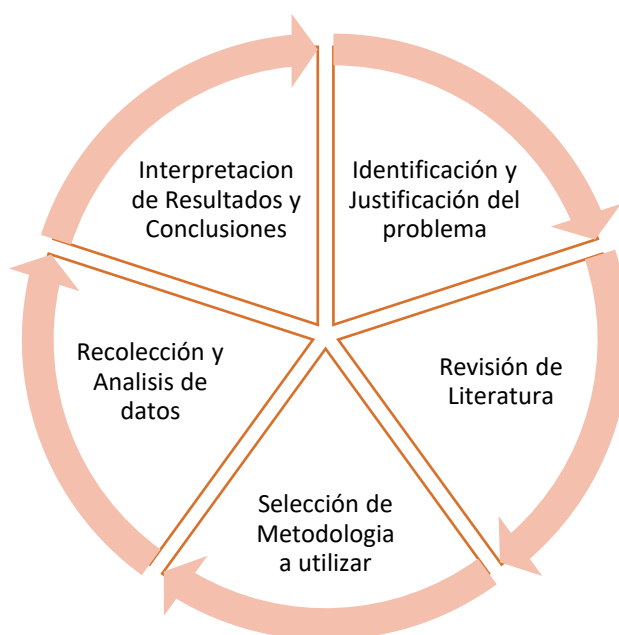 Identificación y
Justificación del
problema
Revisión de
Literatura
Selección de
Metodologia
a utilizar
Recolección y
Analisis de
datos
Interpretacion
de Resultados y
Conclusiones